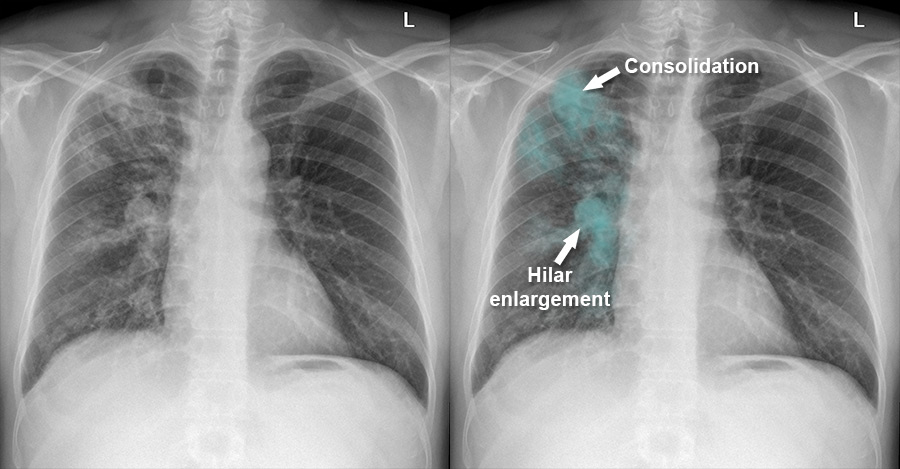 L
L
Consolidation
Hilar
enlargement